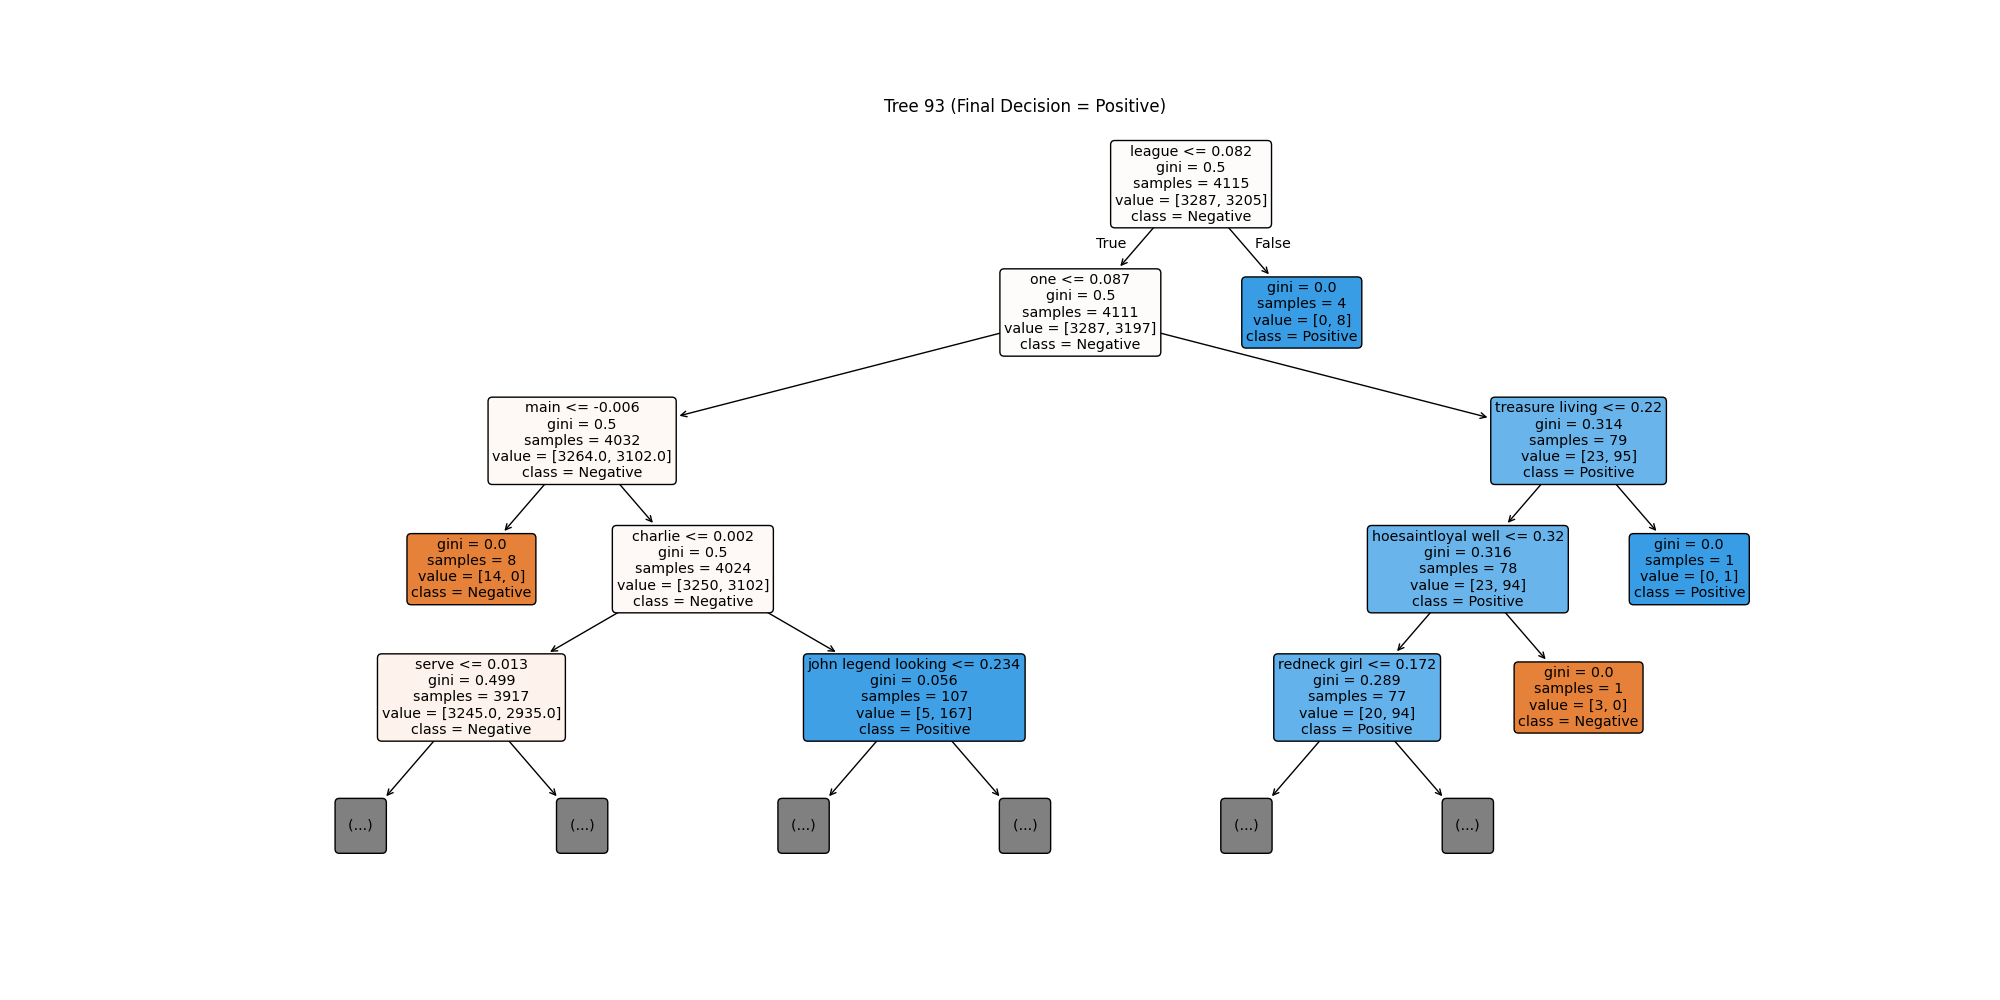 Tree 93 (Final Decision = Positive)
league <= 0.082
gini = 0.5
samples = 4115
value = [3287, 3205]
class = Negative
True
False
one <= 0.087
gini = 0.5
samples = 4111
value = [3287, 3197]
class = Negative
gini = 0.0
samples = 4
value = [0, 8]
class = Positive
main <= -0.006
gini = 0.5
samples = 4032
value = [3264.0, 3102.0]
class = Negative
treasure living <= 0.22
gini = 0.314
samples = 79
value = [23, 95]
class = Positive
gini = 0.0
samples = 8
value = [14, 0]
class = Negative
charlie <= 0.002
gini = 0.5
samples = 4024
value = [3250, 3102]
class = Negative
hoesaintloyal well <= 0.32
gini = 0.316
samples = 78
value = [23, 94]
class = Positive
gini = 0.0
samples = 1
value = [0, 1]
class = Positive
serve <= 0.013
gini = 0.499
samples = 3917
value = [3245.0, 2935.0]
class = Negative
john legend looking <= 0.234
gini = 0.056
samples = 107
value = [5, 167]
class = Positive
redneck girl <= 0.172
gini = 0.289
samples = 77
value = [20, 94]
class = Positive
gini = 0.0
samples = 1
value = [3, 0]
class = Negative
(...)
(...)
(...)
(...)
(...)
(...)